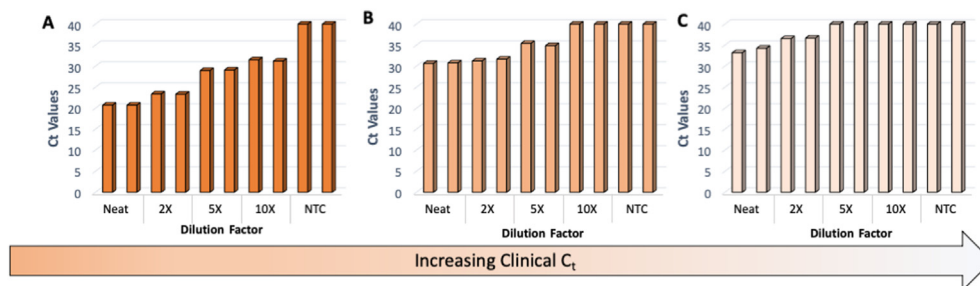 A
Ct Values
40
35
30
25
20
15
10
5
0
Neat 2X 5X 10X NTC
Dilution Factor
B
Ct Values
40
35
30
25
20
15
10
5
0
Neat 2X 5X 10X NTC
Dilution Factor
C
Ct Values
40
35
30
25
20
15
10
5
0
Neat 2X 5X 10X NTC
Dilution Factor
Increasing Clinical Ct